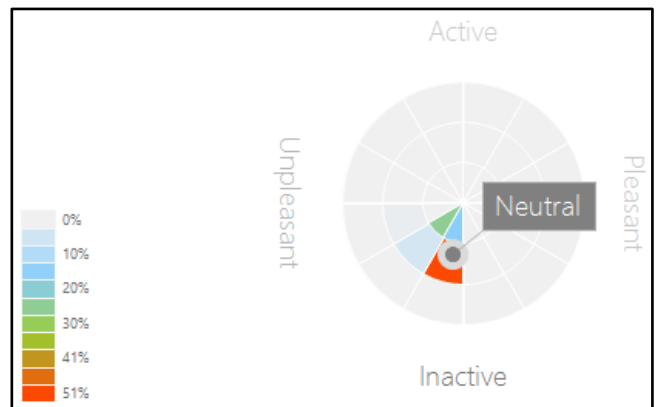 Active
Unpleasant
Pleasant
Neutral
0%
10%
20%
30%
41%
51%
Inactive